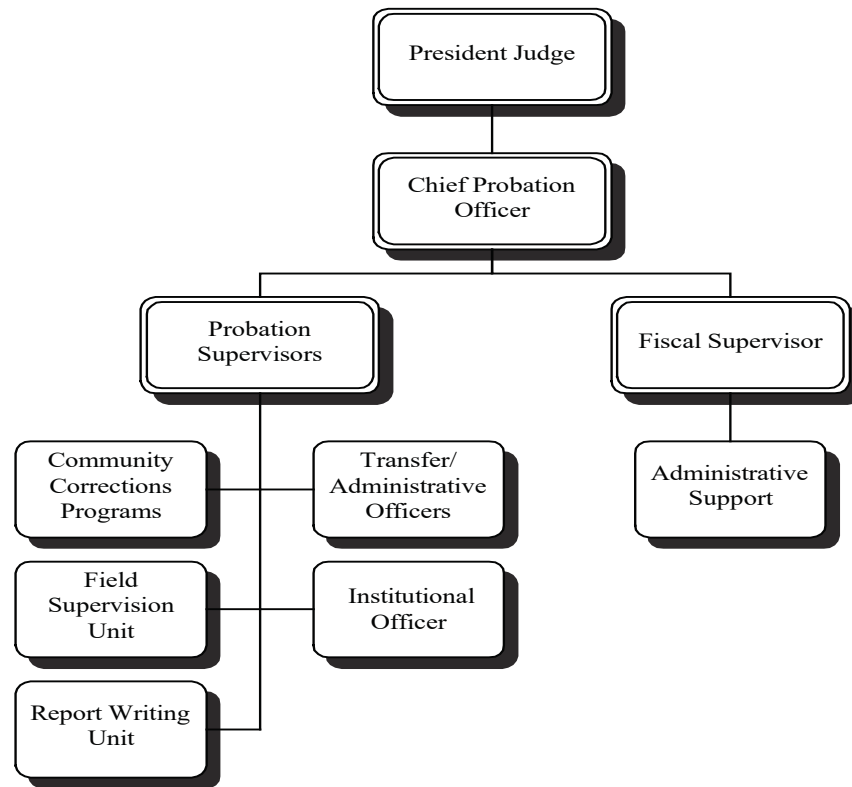 President Judge
Chief Probation
Officer
Probation
Supervisors
Fiscal Supervisor
Community
Corrections
Programs
Transfer/
Administrative
Officers
Administrative
Support
Field
Supervision
Unit
Institutional
Officer
Report Writing
Unit